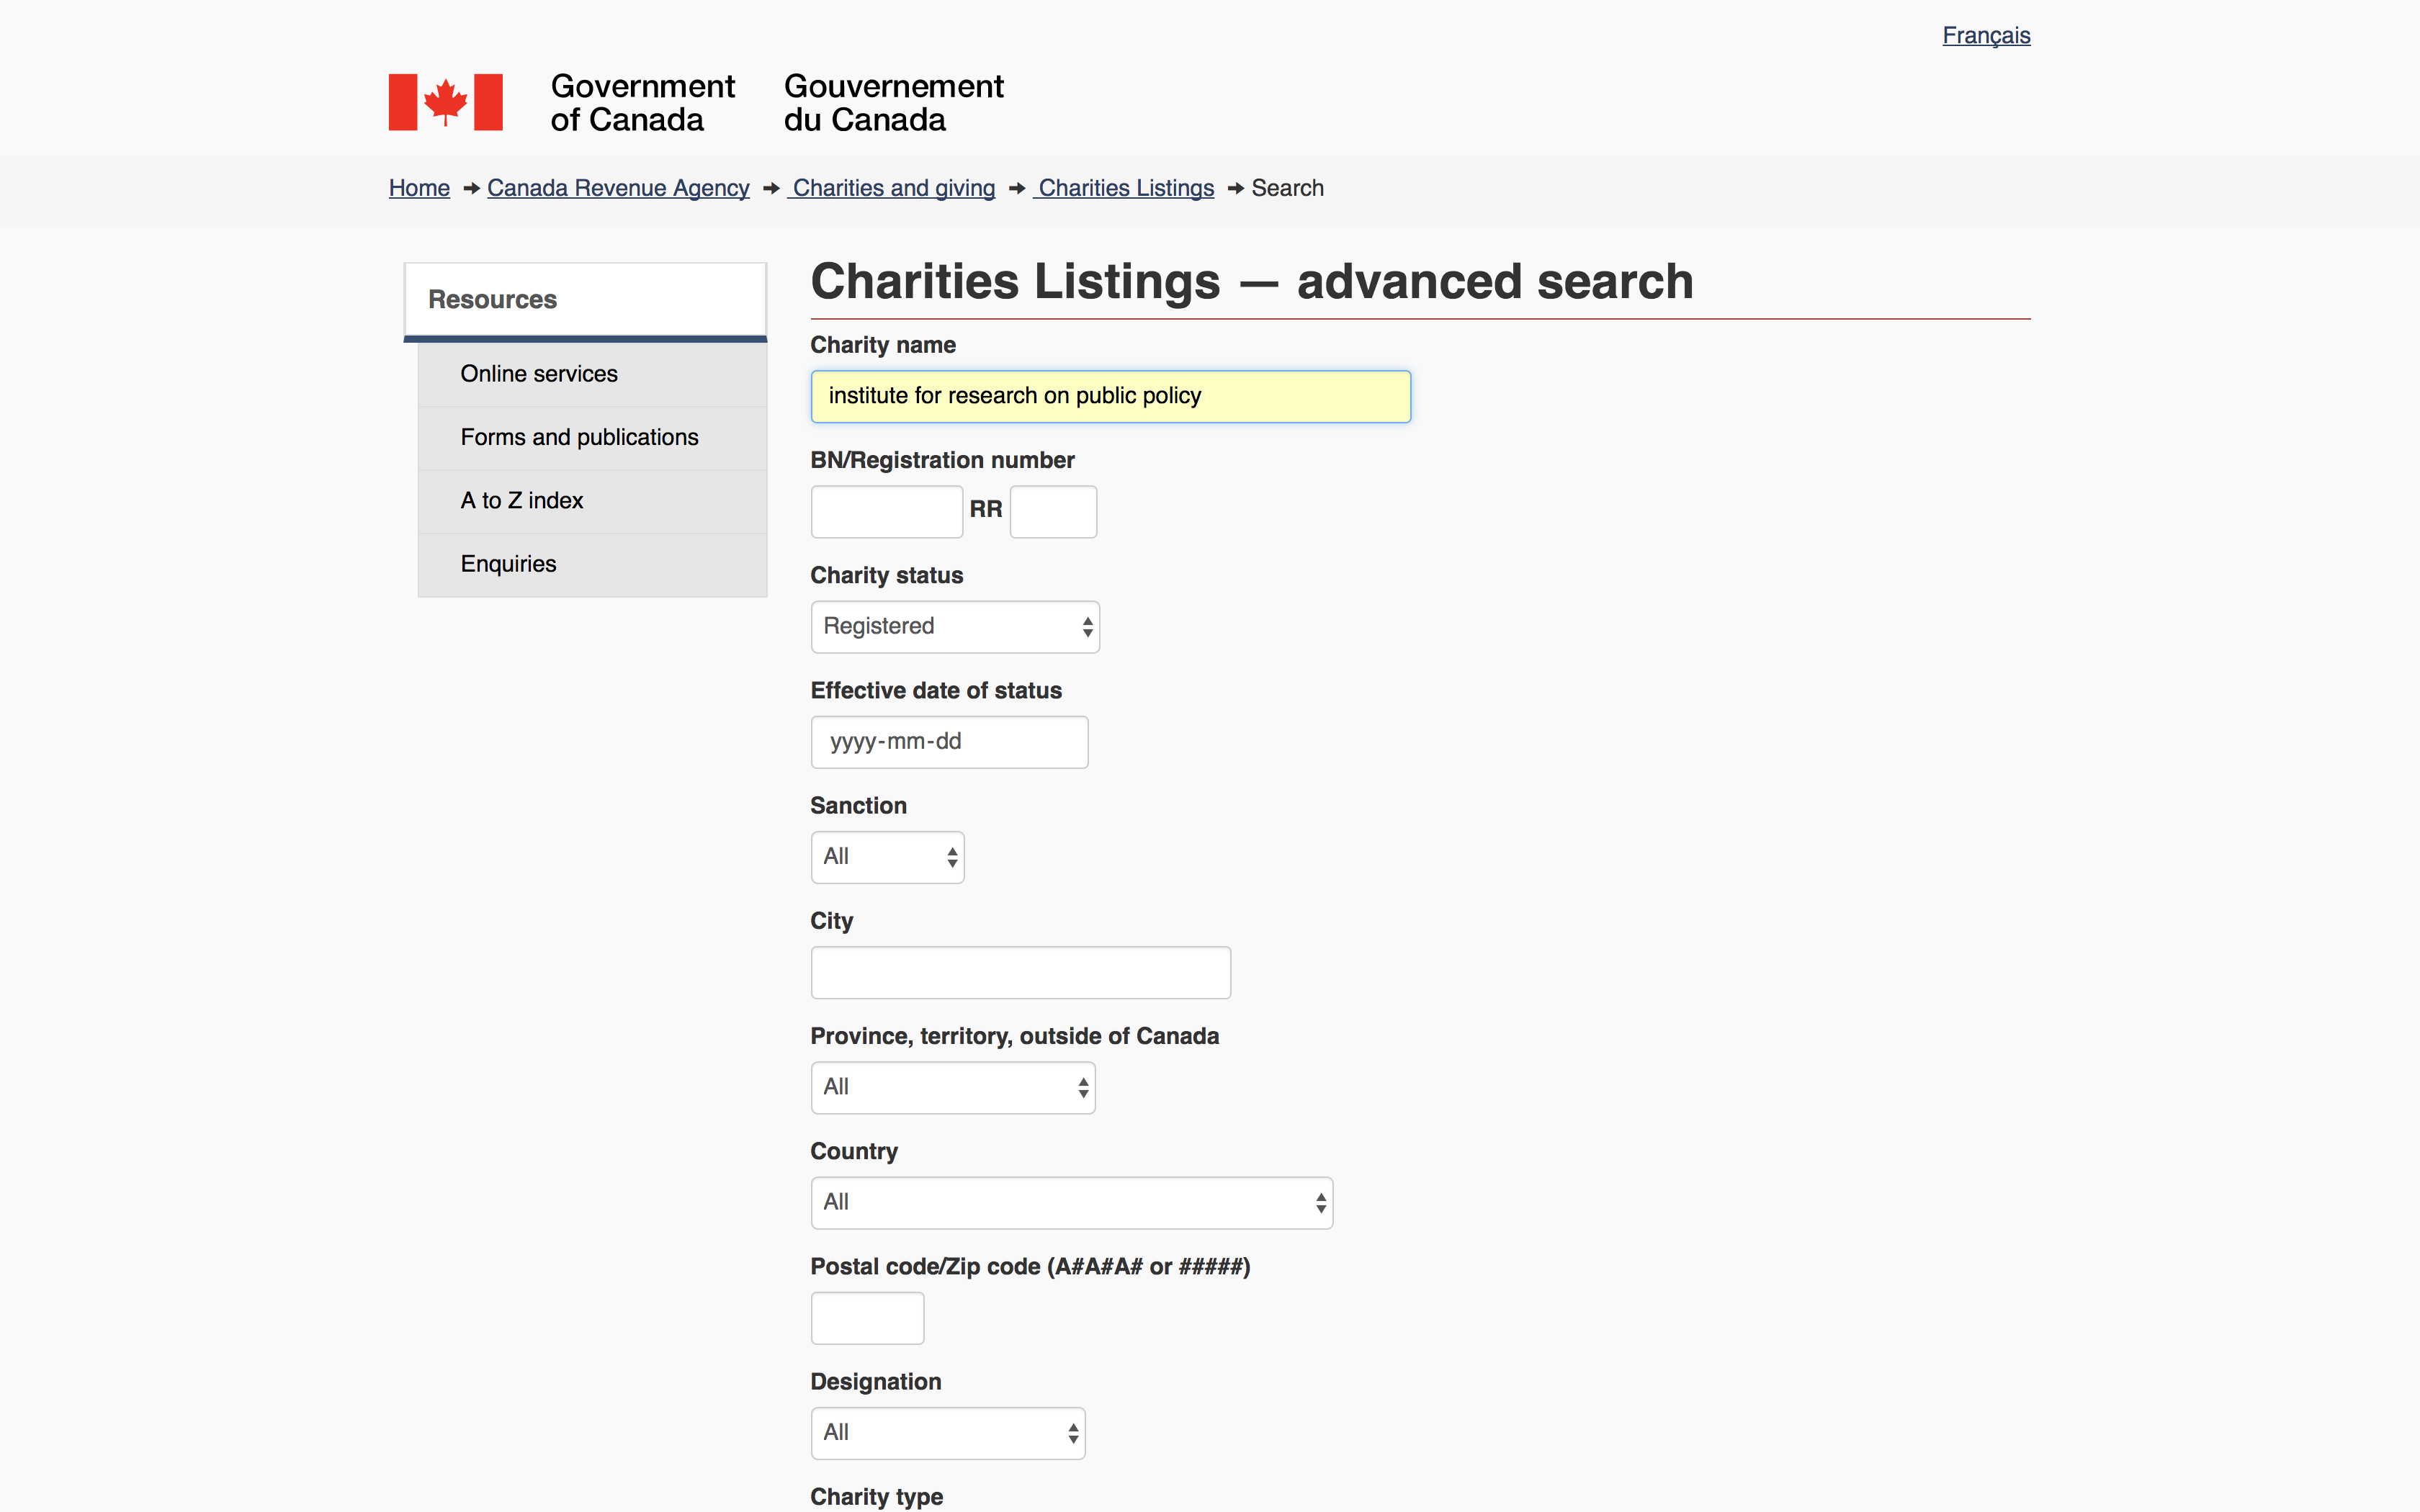 Français
Government of Canada
Gouvernement du Canada
Home → Canada Revenue Agency → Charities and giving → Charities Listings → Search
Resources
Online services
Forms and publications
A to Z index
Enquiries
Charities Listings — advanced search
Charity name
institute for research on public policy
BN/Registration number
RR
Charity status
Registered
Effective date of status
yyyy-mm-dd
Sanction
All
City
Province, territory, outside of Canada
All
Country
All
Postal code/Zip code (A#A#A# or #####)
Designation
All
Charity type